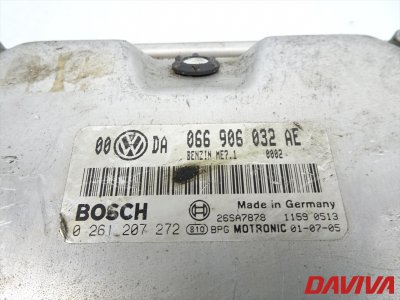 00 DA 066 906 032 AE
BENZIN ME7.1 0002
Made in Germany
BOSCH
26SA7878 1159 0513
0 261 207 272 810 BPG MOTRONIC 01-07-05
DAVIVA